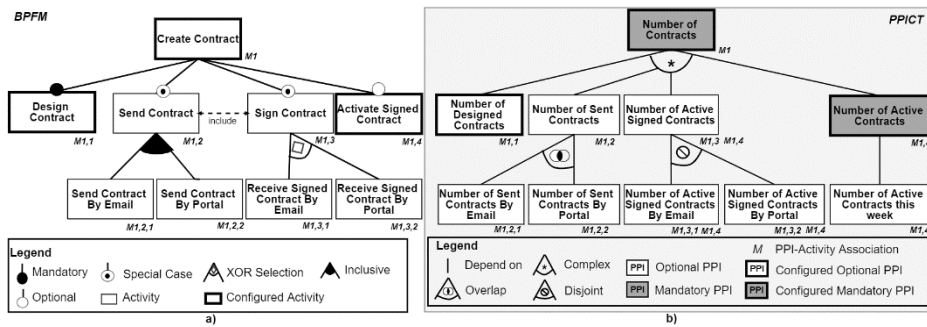 BPFM
Create Contract
M1
Design
Contract
M1,1
Send Contract
M1,2
include
Sign Contract
M1,3
Activate Signed
Contract
M1,4
Send Contract
By Email
M1,2,1
Send Contract
By Portal
M1,2,2
Receive Signed
Contract By Email
M1,3,1
Receive Signed
Contract By
Portal
M1,3,2
Legend
Mandatory
Special Case
XOR Selection
Inclusive
Optional
Activity
Configured Activity
a)
PPICT
Number of
Contracts
M1
*
Number of
Designed
Contracts
M1,1
Number of Sent
Contracts
M1,2
Number of Active
Signed Contracts
M1,3 M1,4
Number of Active
Contracts
M1,4
Number of Sent
Contracts By
Email
M1,2,1
Number of Sent
Contracts By
Portal
M1,2,2
Number of Active
Signed Contracts
By Email
M1,3,1 M1,4
Number of Active
Signed Contracts
By Portal
M1,3,2 M1,4
Number of Active
Contracts this
week
M1,4
Legend
Depend on
* Complex
PPI Optional PPI
M PPI-Activity Association
PPI Configured Optional PPI
Overlap
Disjoint
PPI Mandatory PPI
PPI Configured Mandatory PPI
b)